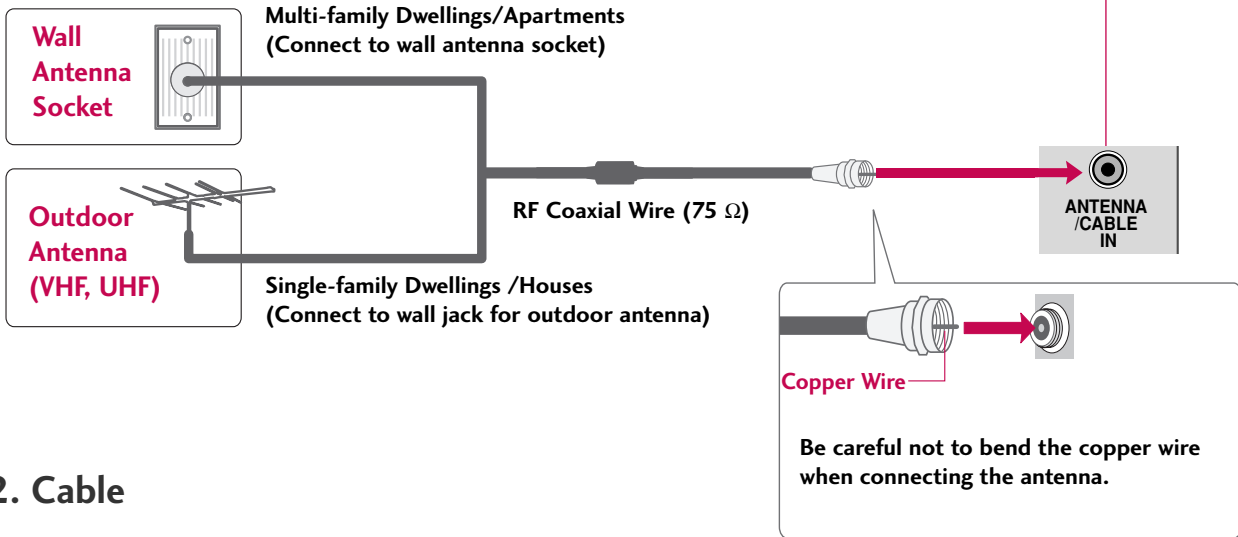 Wall
Antenna
Socket
Multi-family Dwellings/Apartments
(Connect to wall antenna socket)
Outdoor
Antenna
(VHF, UHF)
RF Coaxial Wire (75 Ω)
Single-family Dwellings /Houses
(Connect to wall jack for outdoor antenna)
ANTENNA
/CABLE
IN
Copper Wire
Be careful not to bend the copper wire
when connecting the antenna.
2. Cable